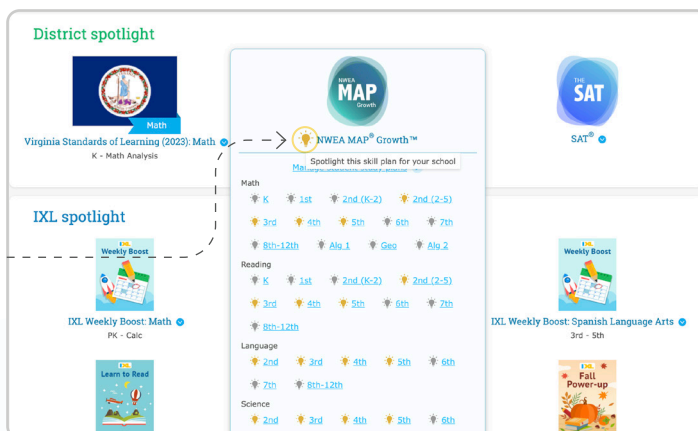 District spotlight
Math
Virginia Standards of Learning (2023): Math
K - Math Analysis
NWEA
MAP
Growth
NWEA MAP® Growth™
Spotlight this skill plan for your school
THE
SAT
SAT®
Math
K
1st
2nd (K-2)
2nd (2-5)
3rd
4th
5th
6th
7th
8th-12th
Alg 1
Geo
Alg 2
Reading
K
1st
2nd (K-2)
2nd (2-5)
3rd
4th
5th
6th
7th
8th-12th
Language
2nd
3rd
4th
5th
6th
7th
8th-12th
Science
2nd
3rd
4th
5th
6th
IXL spotlight
IXL
Weekly Boost
IXL Weekly Boost: Math
PK - Calc
IXL
Learn to Read
IXL
Weekly Boost
IXL Weekly Boost: Spanish Language Arts
3rd - 5th
IXL
Fall
Power-up